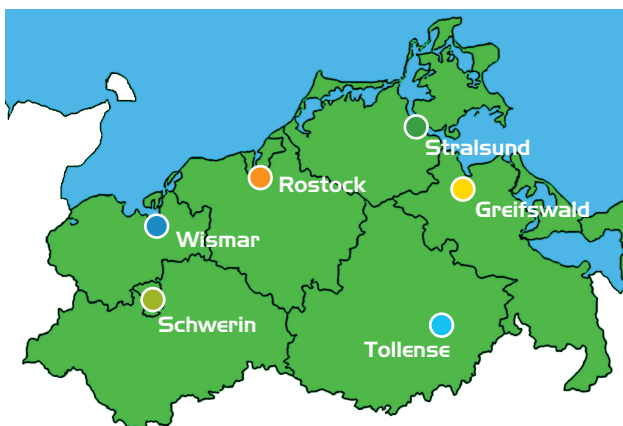 Stralsund
Rostock
Greifswald
Wismar
Schwerin
Tollense